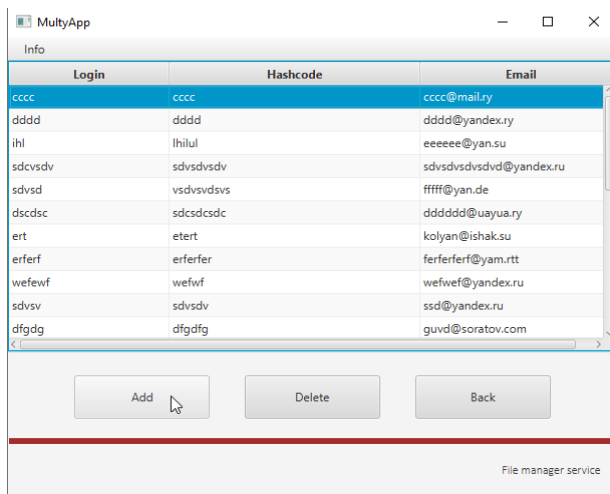 MultyApp
Info
Login Hashcode Email
cccc cccc cccc@mail.ry
dddd dddd dddd@yandex.ry
ihl lhilul eeeeee@yan.su
sdcvsdv sdvsdvsdv sdvsdvsdvsdvd@yandex.ru
sdvsd vsdvsvdsvs fffff@yan.de
dscdsc sdcsdcsdc dddddd@uayua.ry
ert etert kolyan@ishak.su
erferf erferfer ferferferf@yam.rtt
wefewf wefwf wefwef@yandex.ru
sdvsv sdvsdv ssd@yandex.ru
dfgdg dfgdfg guvd@soratov.com
Add Delete Back
File manager service